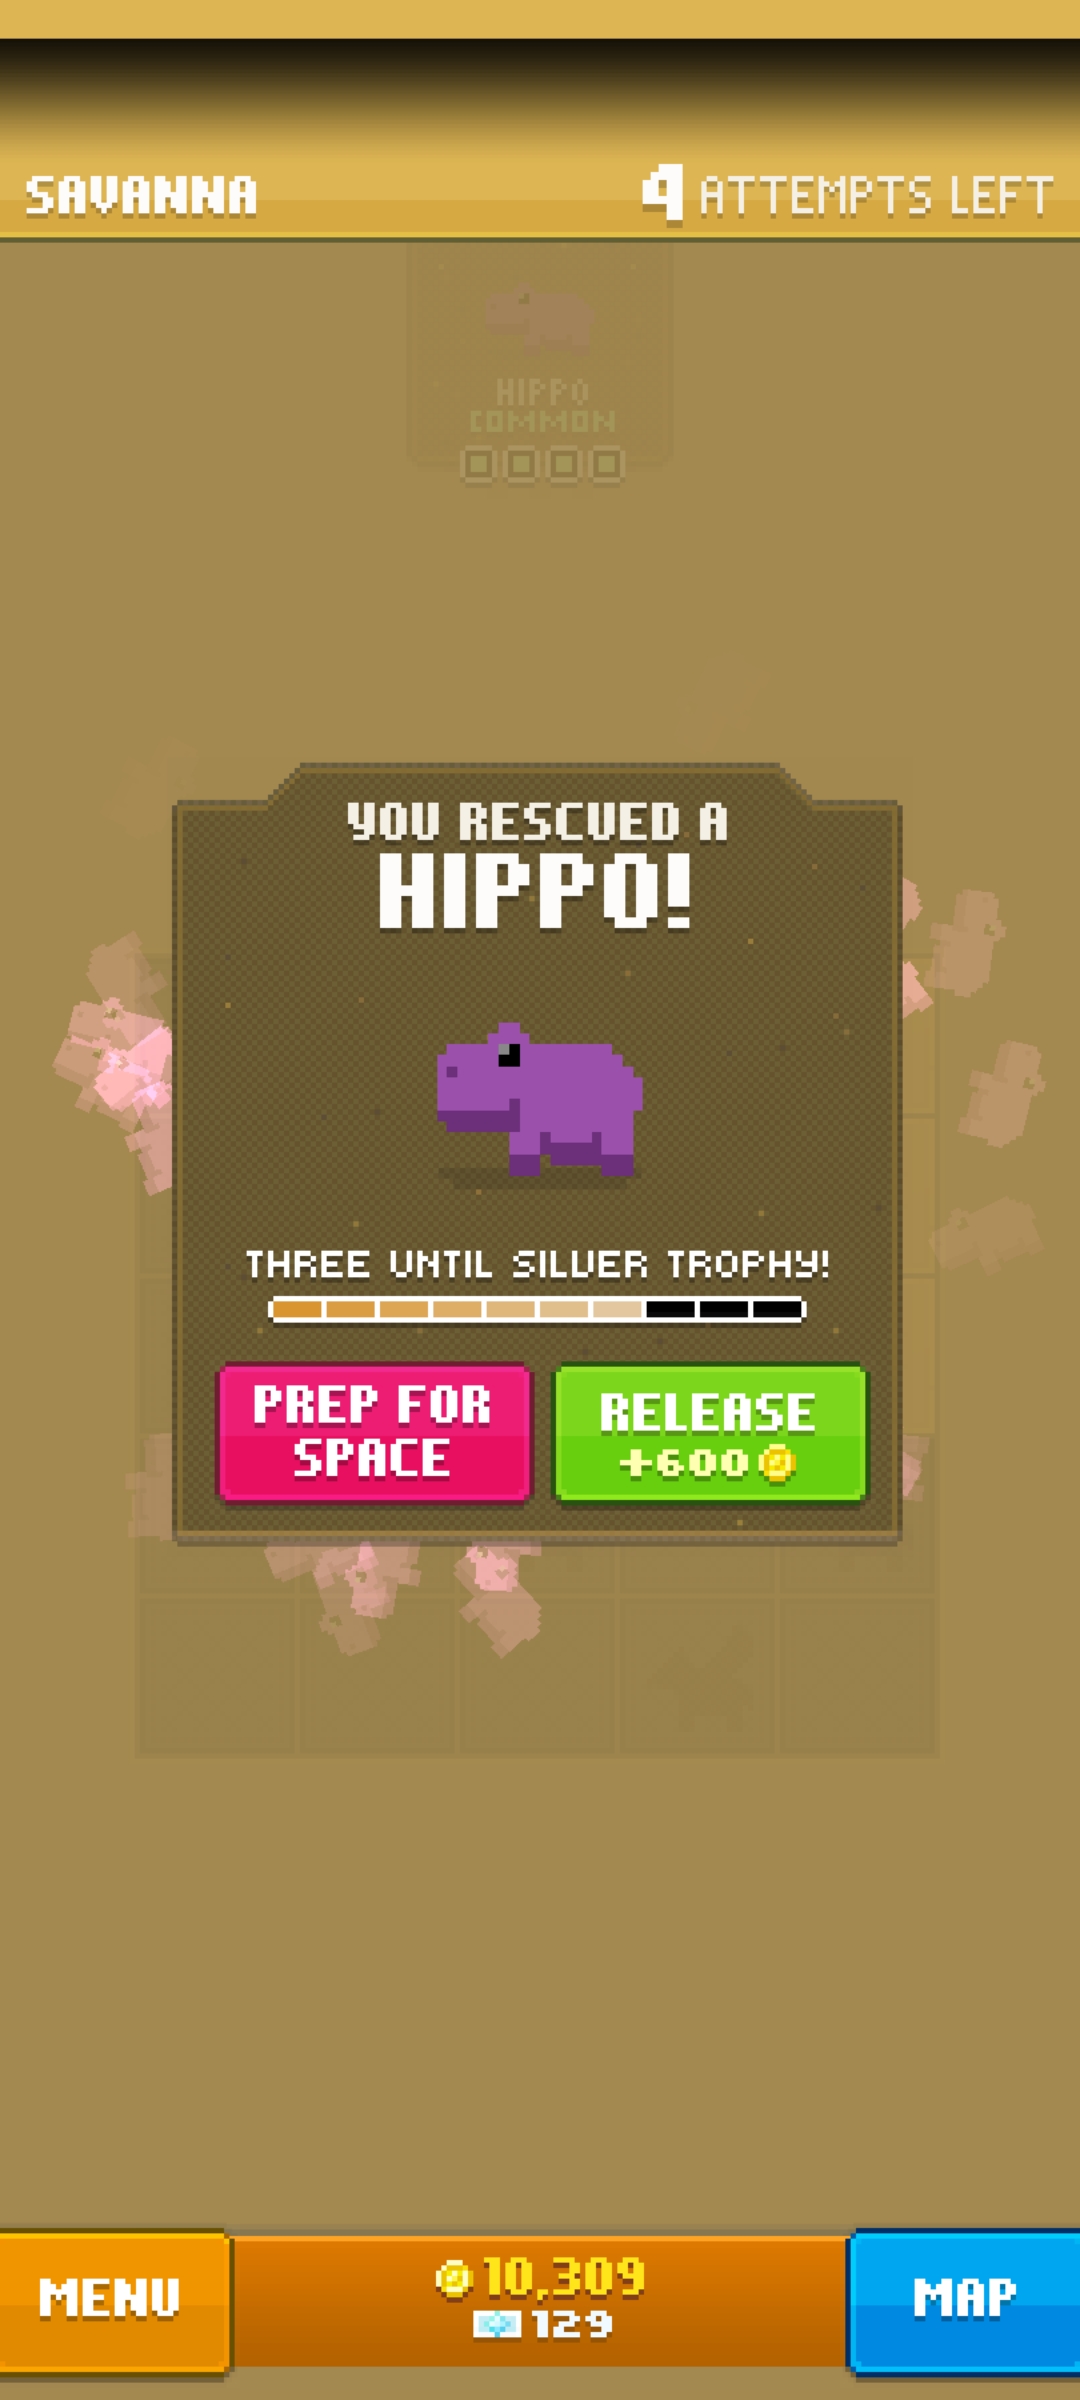 SAVANNA
4 ATTEMPTS LEFT
HIPPO
COMMON
YOU RESCUED A
HIPPO!
THREE UNTIL SILVER TROPHY!
PREP FOR
SPACE
RELEASE
+600
MENU
10,309
129
MAP